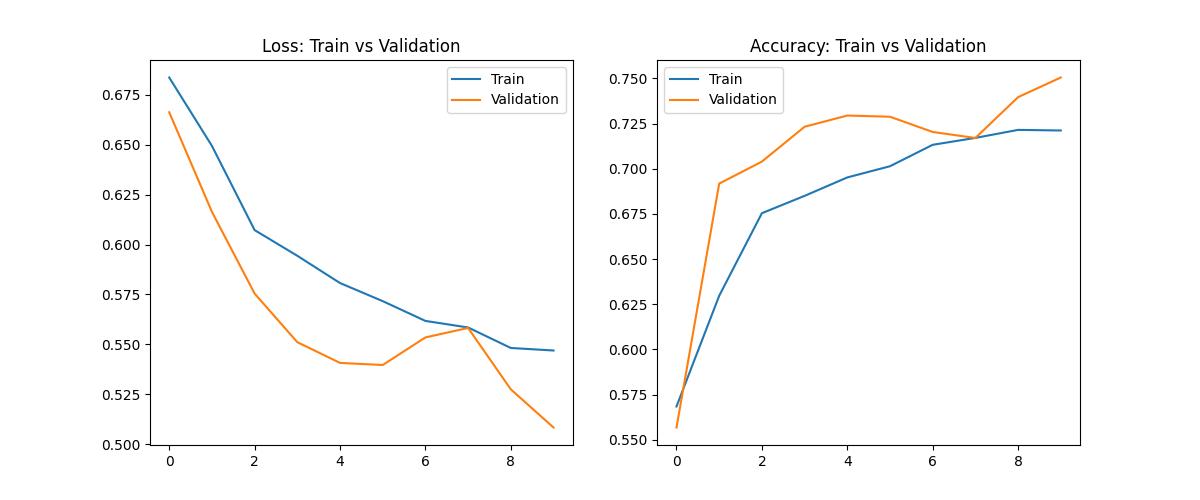 Loss: Train vs Validation
Train
Validation
0.675
0.650
0.625
0.600
0.575
0.550
0.525
0.500
0 2 4 6 8
Accuracy: Train vs Validation
Train
Validation
0.750
0.725
0.700
0.675
0.650
0.625
0.600
0.575
0.550
0 2 4 6 8